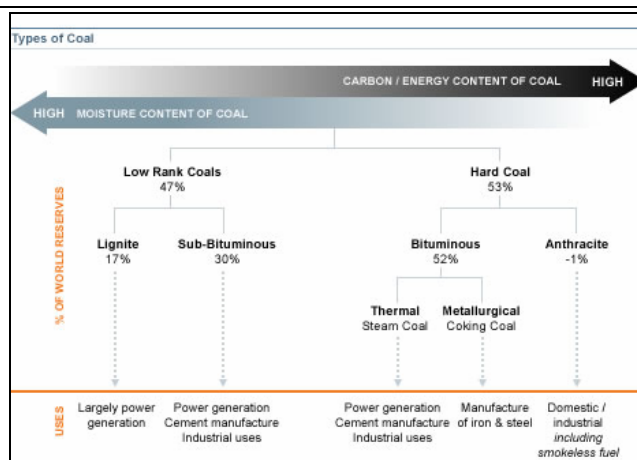 Types of Coal
CARBON / ENERGY CONTENT OF COAL HIGH
HIGH MOISTURE CONTENT OF COAL
% OF WORLD RESERVES
Low Rank Coals
47%
Hard Coal
53%
Lignite
17%
Sub-Bituminous
30%
Bituminous
52%
Anthracite
-1%
Thermal
Steam Coal
Metallurgical
Coking Coal
USES
Largely power
generation
Power generation
Cement manufacture
Industrial uses
Power generation
Cement manufacture
Industrial uses
Manufacture
of iron & steel
Domestic /
industrial
including
smokeless fuel